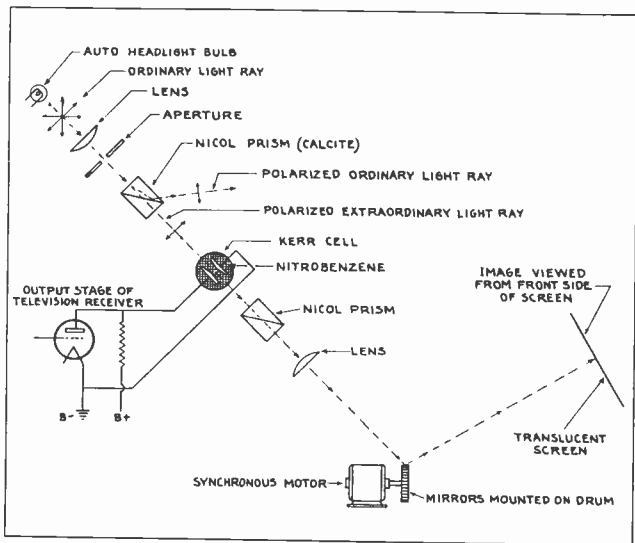 AUTO HEADLIGHT BULB
ORDINARY LIGHT RAY
LENS
APERTURE
NICOL PRISM (CALCITE)
POLARIZED ORDINARY LIGHT RAY
POLARIZED EXTRAORDINARY LIGHT RAY
KERR CELL
NITROBENZENE
OUTPUT STAGE OF
TELEVISION RECEIVER
IMAGE VIEWED
FROM FRONT SIDE
OF SCREEN
NICOL PRISM
LENS
B-
B+
TRANSLUCENT
SCREEN
SYNCHRONOUS MOTOR
MIRRORS MOUNTED ON DRUM